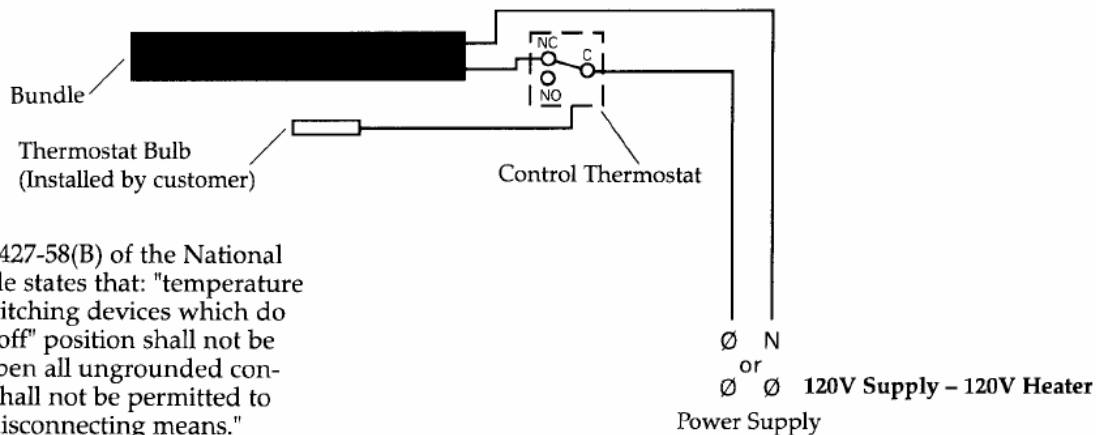 NC
C
NO
Bundle
Thermostat Bulb
(Installed by customer)
Control Thermostat
427-58(B) of the National
le states that: "temperature
itching devices which do
off" position shall not be
pen all ungrounded con-
shall not be permitted to
isconnecting means."
Ø N
or
Ø Ø 120V Supply – 120V Heater
Power Supply